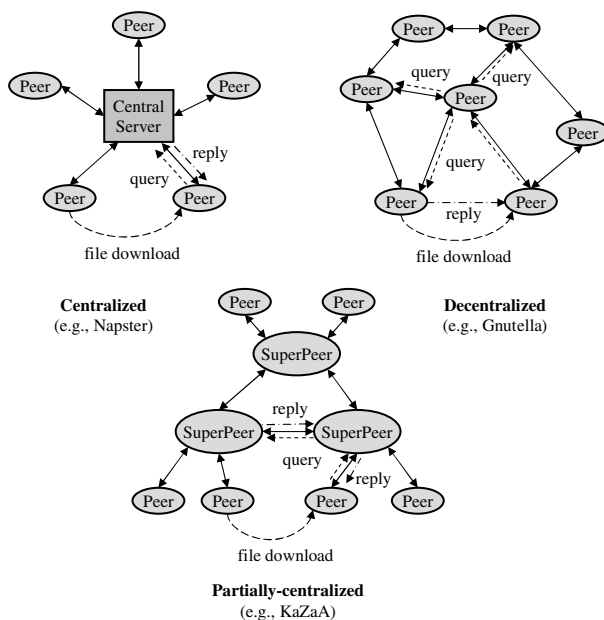 Peer
Peer
Peer
Central
Server
reply
query
Peer
Peer
file download
Centralized
(e.g., Napster)
Peer
Peer
query
query
Peer
Peer
Peer
query
Peer
Peer
reply
file download
Decentralized
(e.g., Gnutella)
Peer
Peer
SuperPeer
reply
SuperPeer
SuperPeer
query
reply
Peer
Peer
Peer
Peer
file download
Partially-centralized
(e.g., KaZaA)